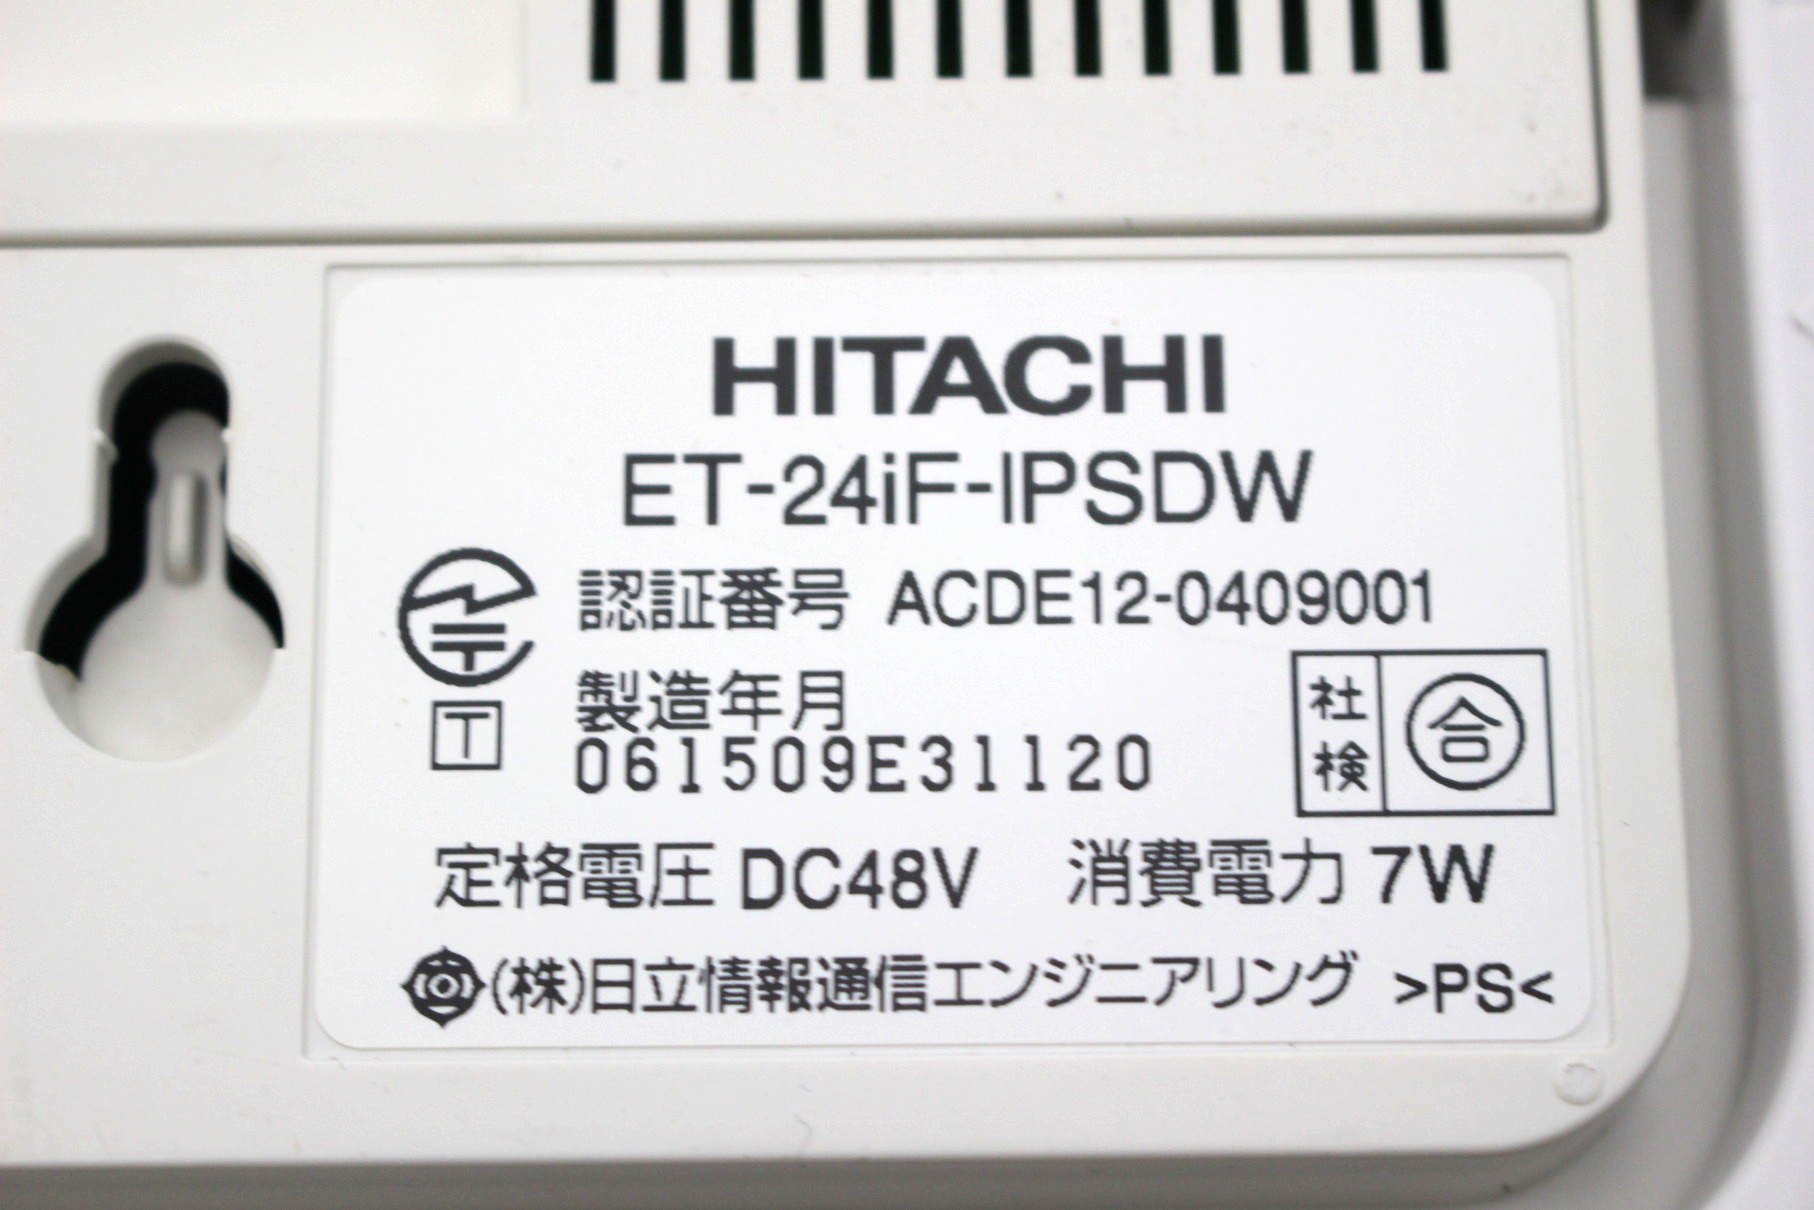 HITACHI
ET-24iF-IPSDW
認証番号 ACDE12-0409001
T
製造年月
061509E31120
社検 合
定格電圧 DC48V 消費電力 7W
(株)日立情報通信エンジニアリング >PS<